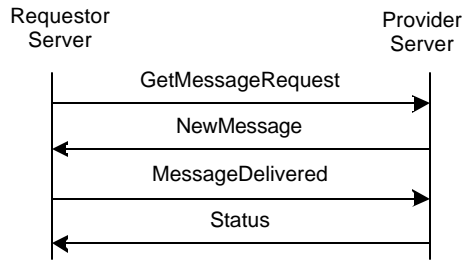 Requestor
Server
Provider
Server
GetMessageRequest
NewMessage
MessageDelivered
Status